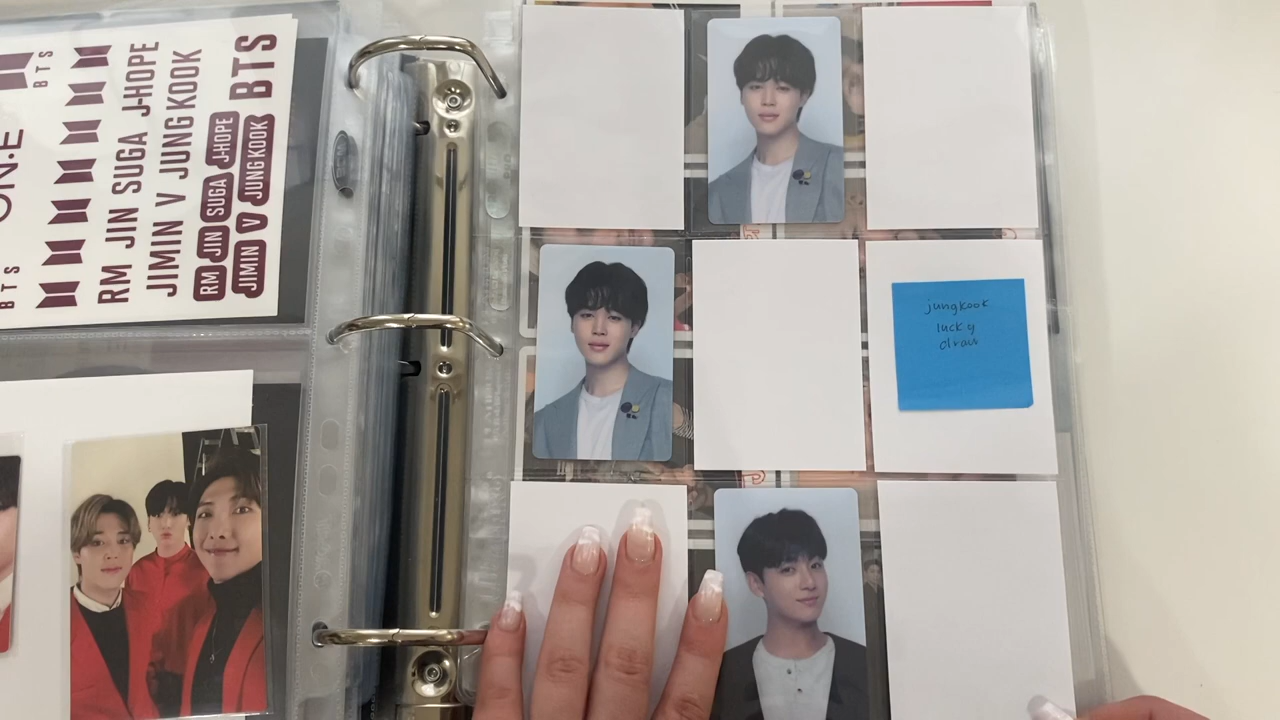 BTS
ON:E
BTS
RM JIN SUGA J-HOPE
JIMIN V JUNG KOOK
RM JIN SUGA J-HOPE
JIMIN V JUNG KOOK
BTS
jungkook
lucky
draw